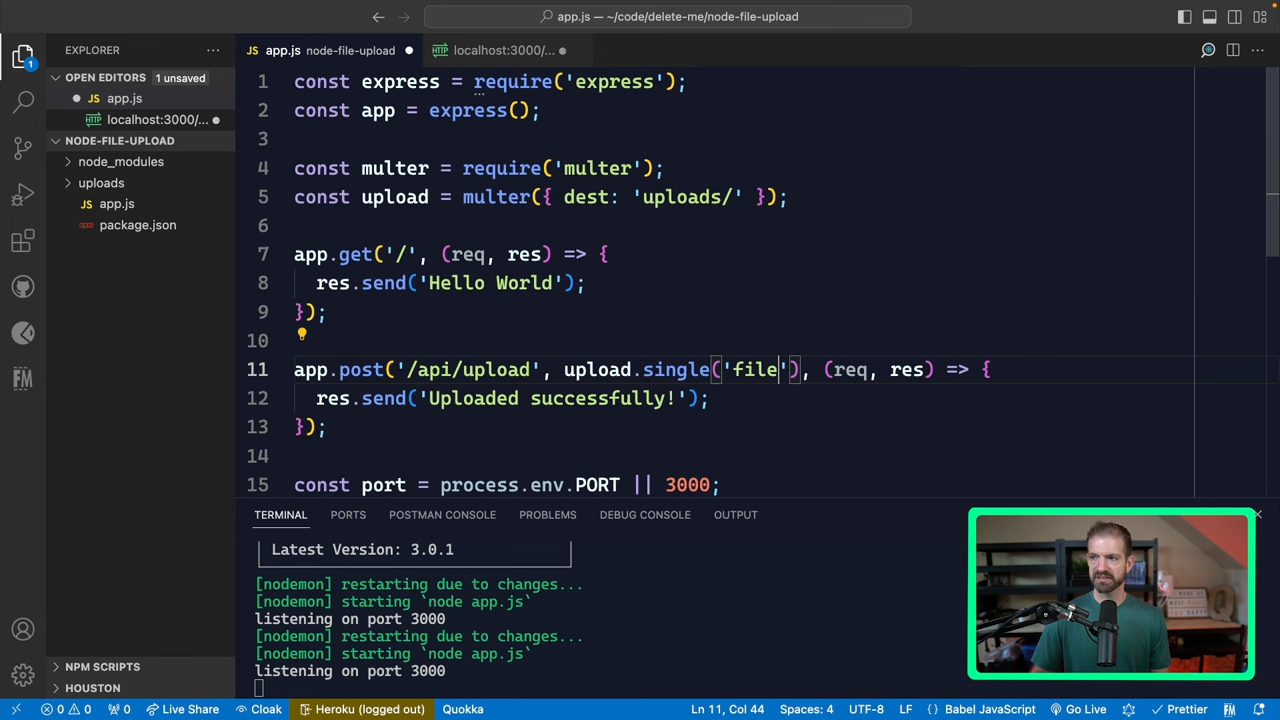 app.js — ~/code/delete-me/node-file-upload
EXPLORER
OPEN EDITORS 1 unsaved
JS app.js
HTTP localhost:3000/...
NODE-FILE-UPLOAD
node_modules
uploads
JS app.js
package.json
NPM SCRIPTS
HOUSTON
1
FM
JS app.js node-file-upload
HTTP localhost:3000/...
1 const express = require('express');
2 const app = express();
3
4 const multer = require('multer');
5 const upload = multer({ dest: 'uploads/' });
6
7 app.get('/', (req, res) => {
8 res.send('Hello World');
9 });
10
11 app.post('/api/upload', upload.single('file'), (req, res) => {
12 res.send('Uploaded successfully!');
13 });
14
15 const port = process.env.PORT || 3000;
TERMINAL PORTS POSTMAN CONSOLE PROBLEMS DEBUG CONSOLE OUTPUT
Latest Version: 3.0.1
[nodemon] restarting due to changes...
[nodemon] starting `node app.js`
listening on port 3000
[nodemon] restarting due to changes...
[nodemon] starting `node app.js`
listening on port 3000
0 0 0 Live Share Cloak Heroku (logged out) Quokka Ln 11, Col 44 Spaces: 4 UTF-8 LF {} Babel JavaScript Go Live Prettier FM